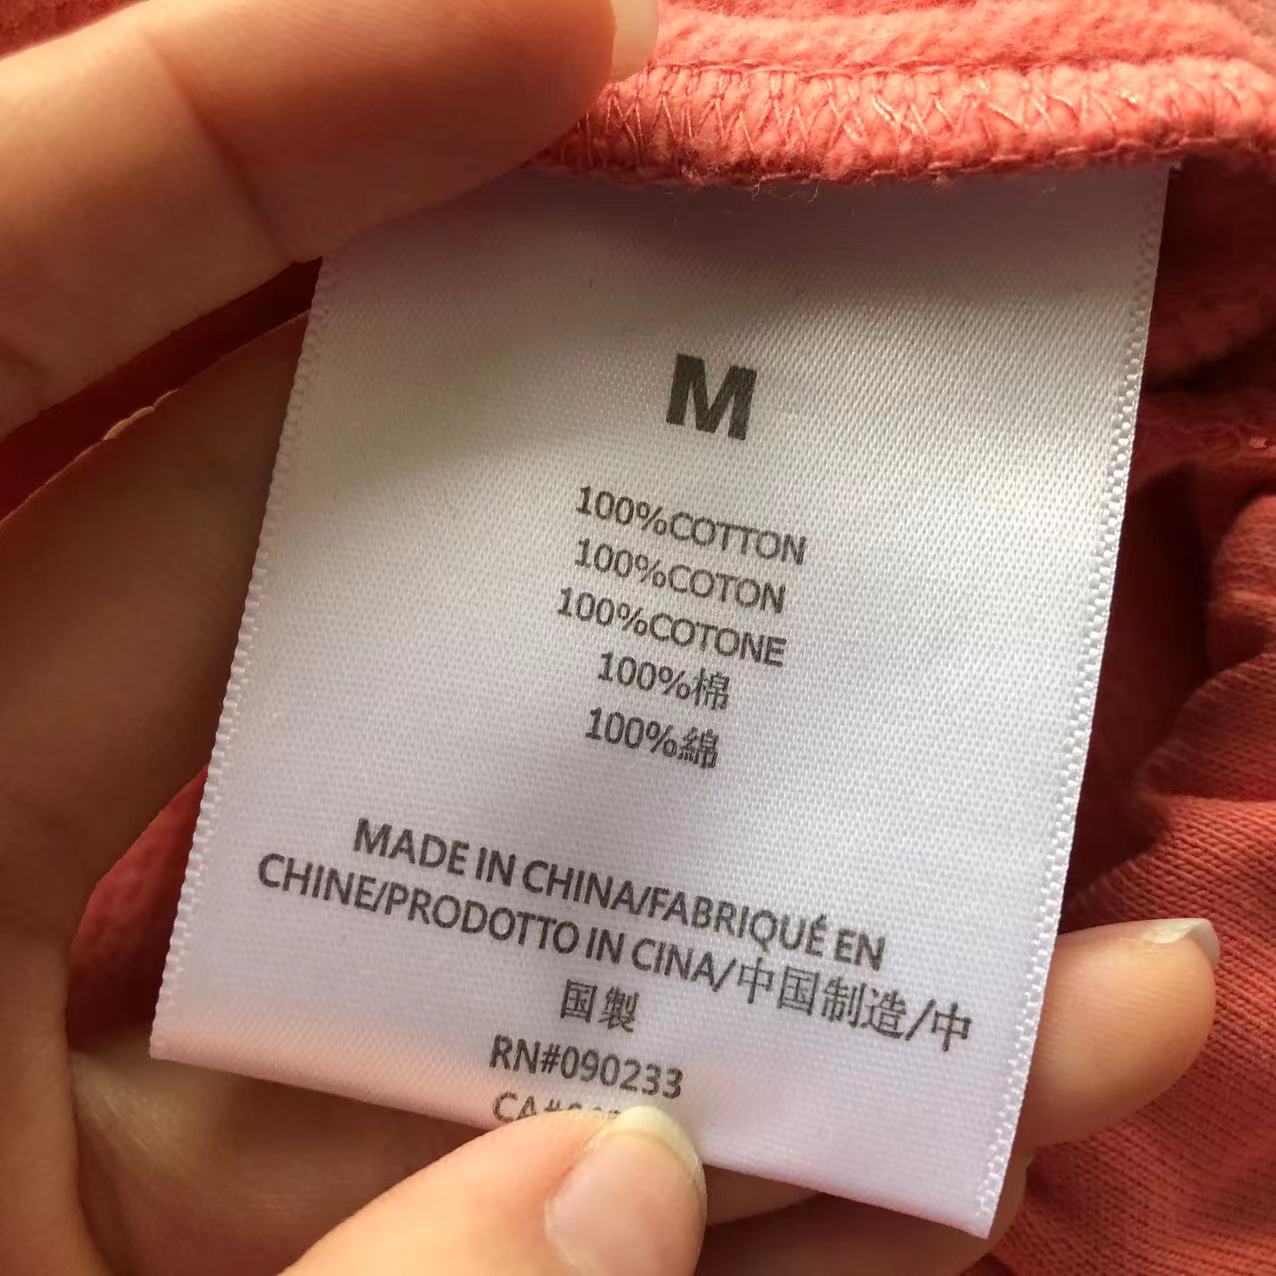 M
100%COTTON
100%COTON
100%COTONE
100%棉
100%綿
MADE IN CHINA/FABRIQUÉ EN
CHINE/PRODOTTO IN CINA/中国制造/中
国製
RN#090233